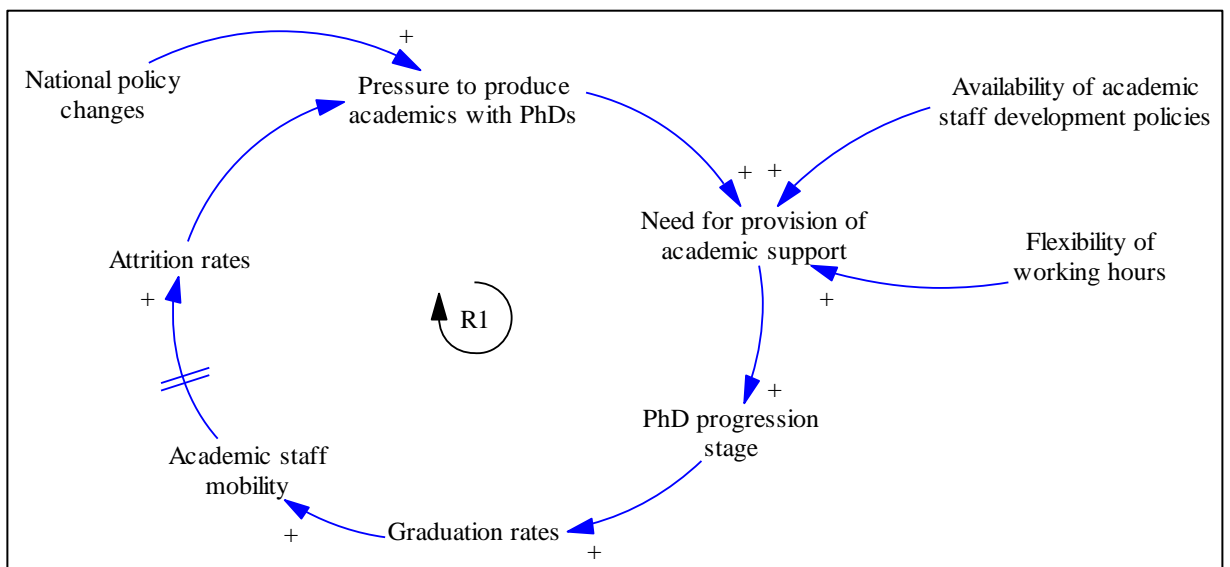 +
National policy
changes
Pressure to produce
academics with PhDs
Availability of academic
staff development policies
+ +
Need for provision of
academic support
Flexibility of
working hours
+
Attrition rates
+
R1
+
PhD progression
stage
Academic staff
mobility
+
Graduation rates
+